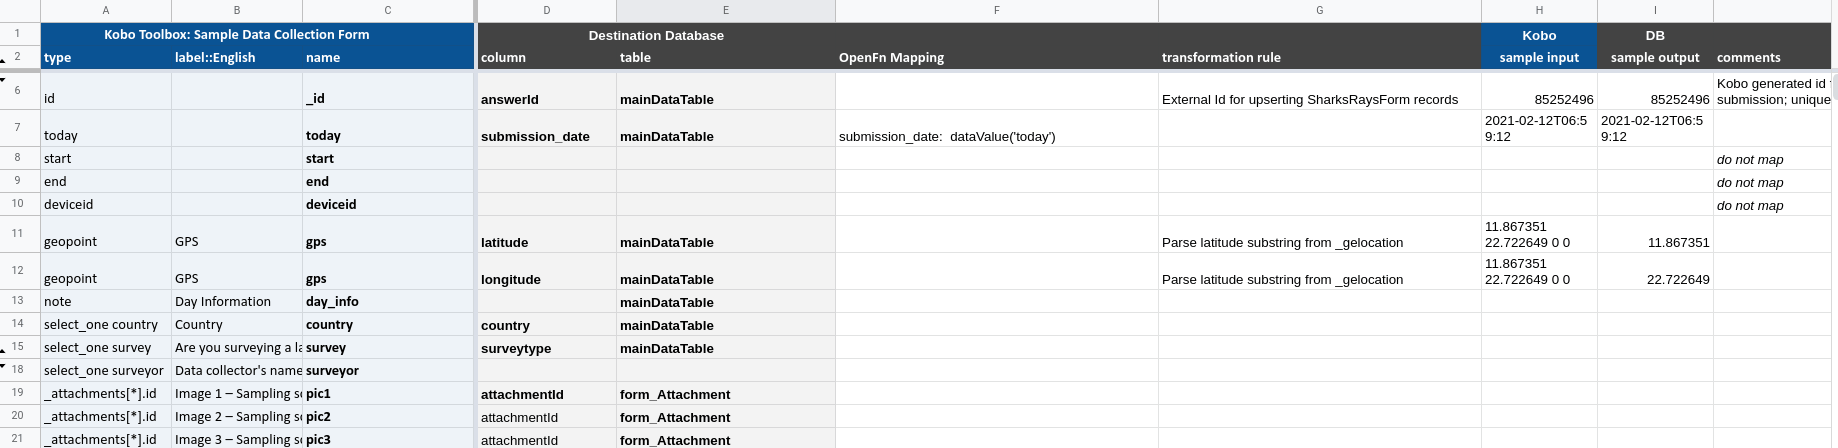 A B C D E F G H I
1 Kobo Toolbox: Sample Data Collection Form Destination Database Kobo DB
2 type label::English name column table OpenFn Mapping transformation rule sample input sample output comments
6 id _id answerId mainDataTable External Id for upserting SharksRaysForm records 85252496 85252496 Kobo generated id
submission; unique
7 today today submission_date mainDataTable submission_date: dataValue('today') 2021-02-12T06:5 2021-02-12T06:5
9:12 9:12
8 start start do not map
9 end end do not map
10 deviceid deviceid do not map
11 geopoint GPS gps latitude mainDataTable Parse latitude substring from _gelocation 11.867351
22.722649 0 0 11.867351
12 geopoint GPS gps longitude mainDataTable Parse latitude substring from _gelocation 11.867351
22.722649 0 0 22.722649
13 note Day Information day_info mainDataTable
14 select_one country Country country country mainDataTable
15 select_one survey Are you surveying a la survey surveytype mainDataTable
18 select_one surveyor Data collector's name surveyor
19 _attachments[*].id Image 1 – Sampling sc pic1 attachmentId form_Attachment
20 _attachments[*].id Image 2 – Sampling sc pic2 attachmentId form_Attachment
21 _attachments[*].id Image 3 – Sampling sc pic3 attachmentId form_Attachment